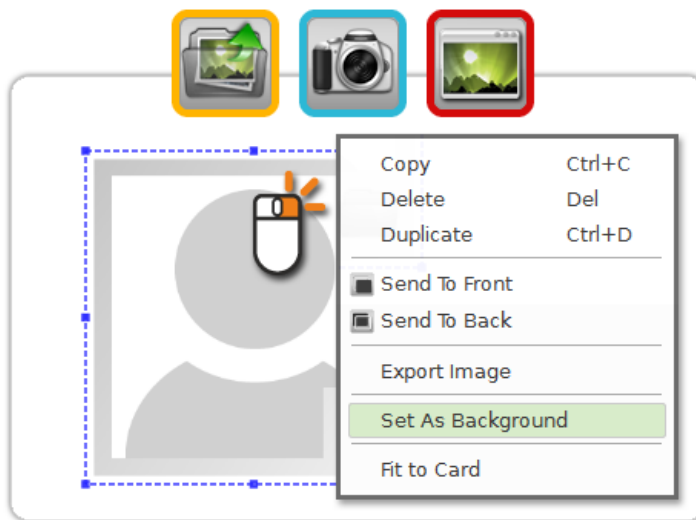 Copy Ctrl+C
Delete Del
Duplicate Ctrl+D
Send To Front
Send To Back
Export Image
Set As Background
Fit to Card